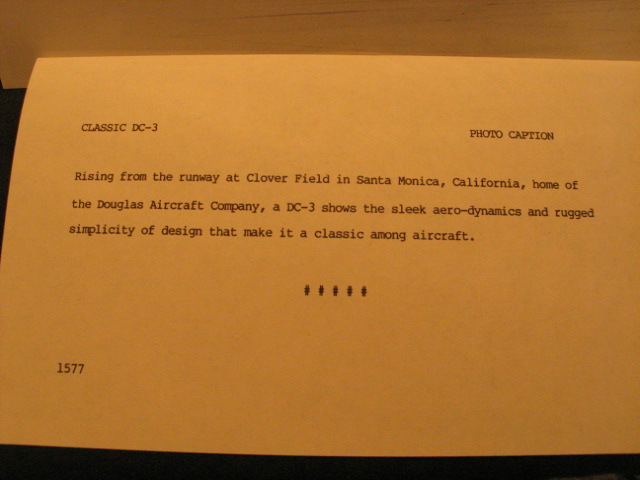 CLASSIC DC-3
PHOTO CAPTION
Rising from the runway at Clover Field in Santa Monica, California, home of
the Douglas Aircraft Company, a DC-3 shows the sleek aero-dynamics and rugged
simplicity of design that make it a classic among aircraft.
# # # # #
1577